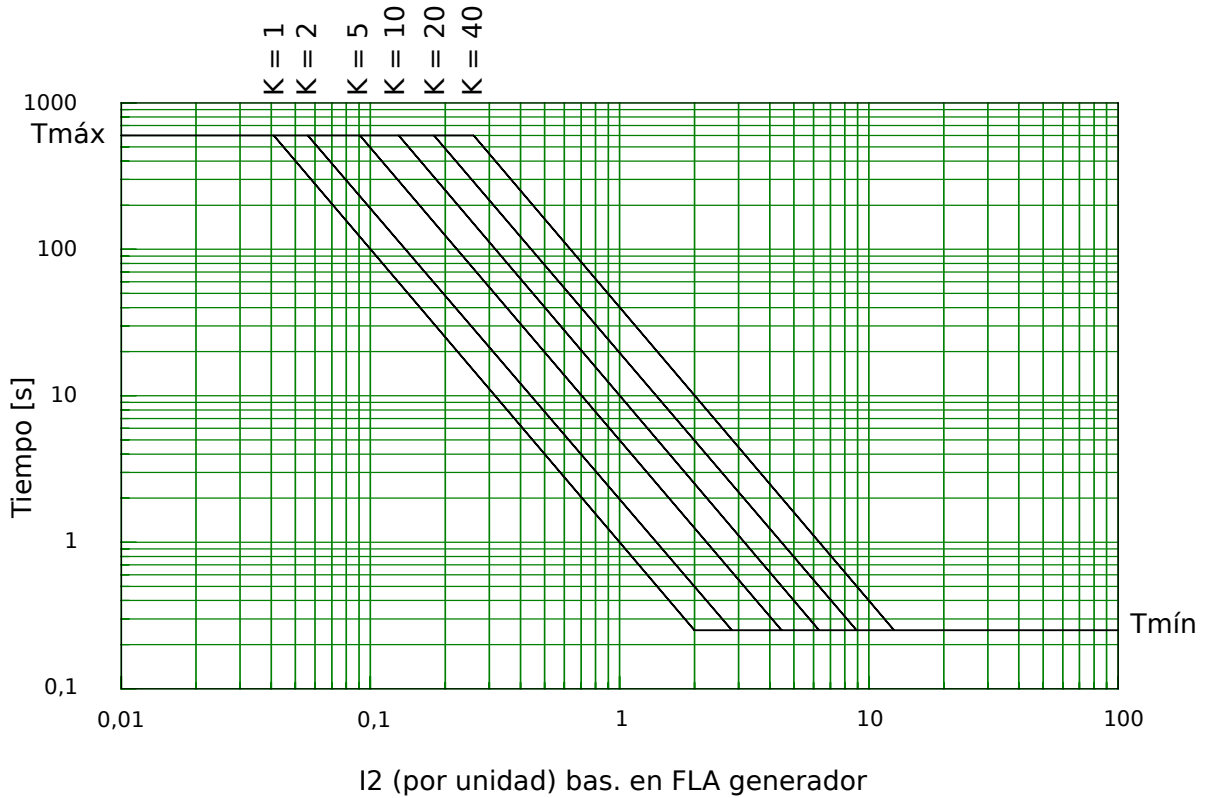 K = 1
K = 2
K = 5
K = 10
K = 20
K = 40
1000
Tmáx
100
10
1
0,1
Tiempo [s]
Tmín
0,01
0,1
1
10
100
I2 (por unidad) bas. en FLA generador